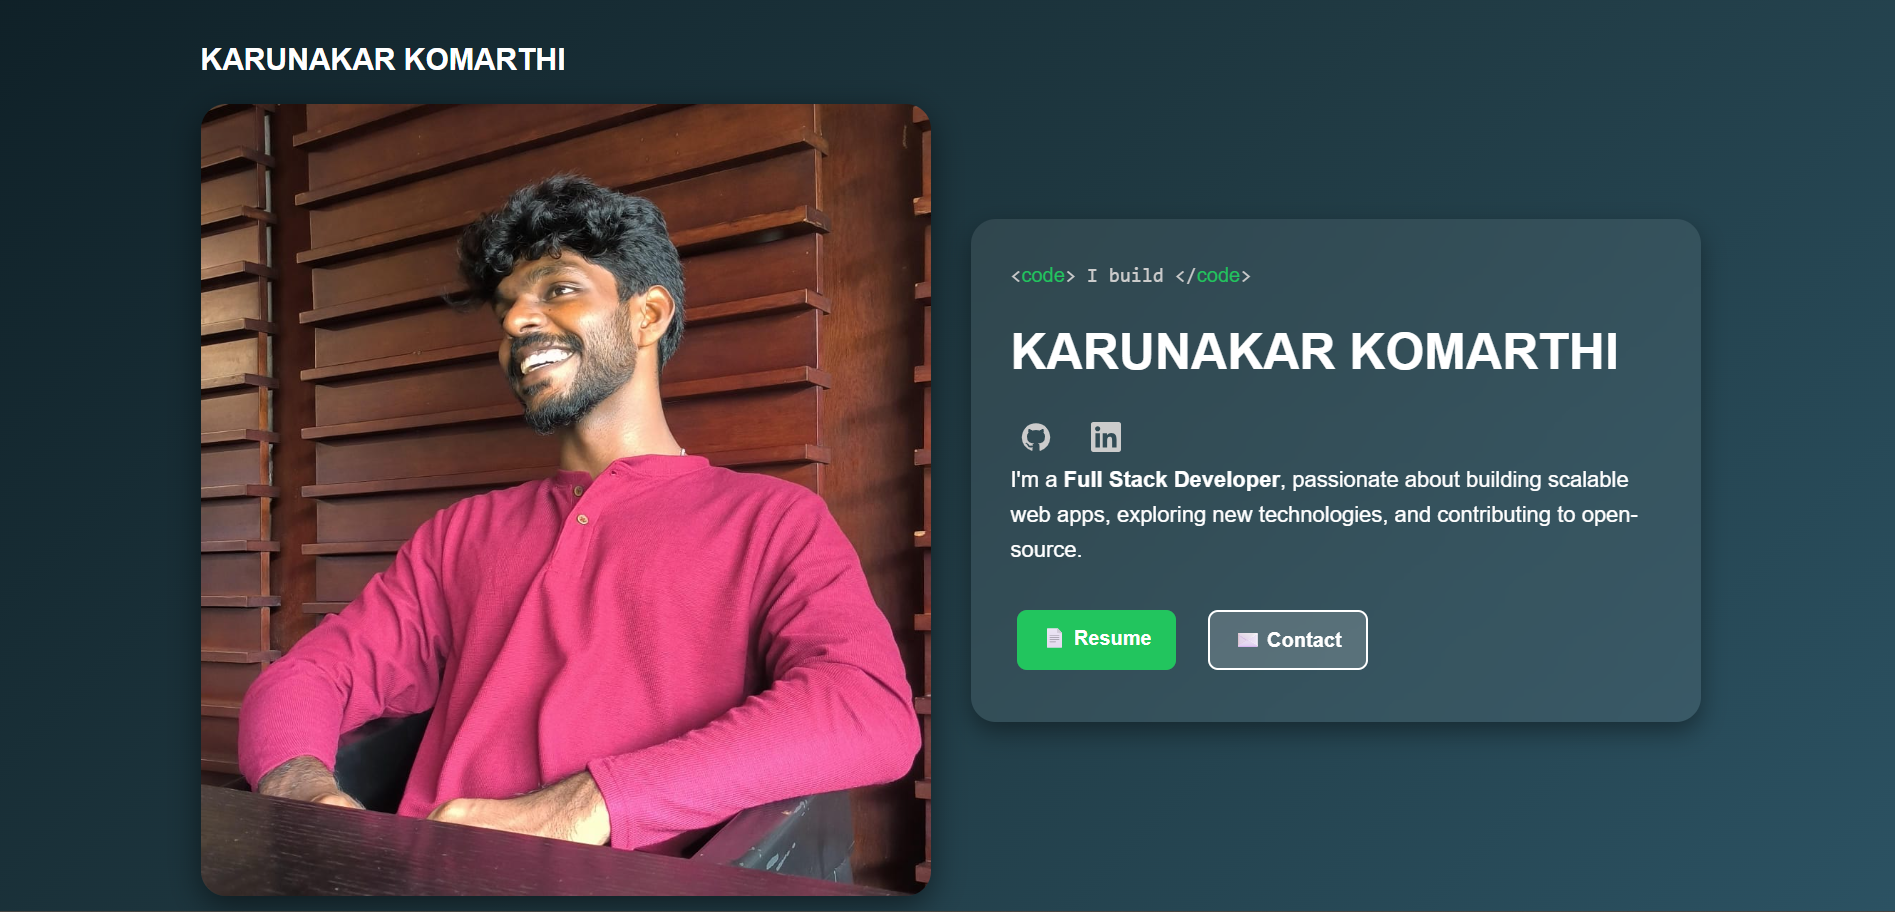 KARUNAKAR KOMARTHI
<code> I build </code>
KARUNAKAR KOMARTHI
in
I'm a Full Stack Developer, passionate about building scalable
web apps, exploring new technologies, and contributing to open-
source.
Resume
Contact